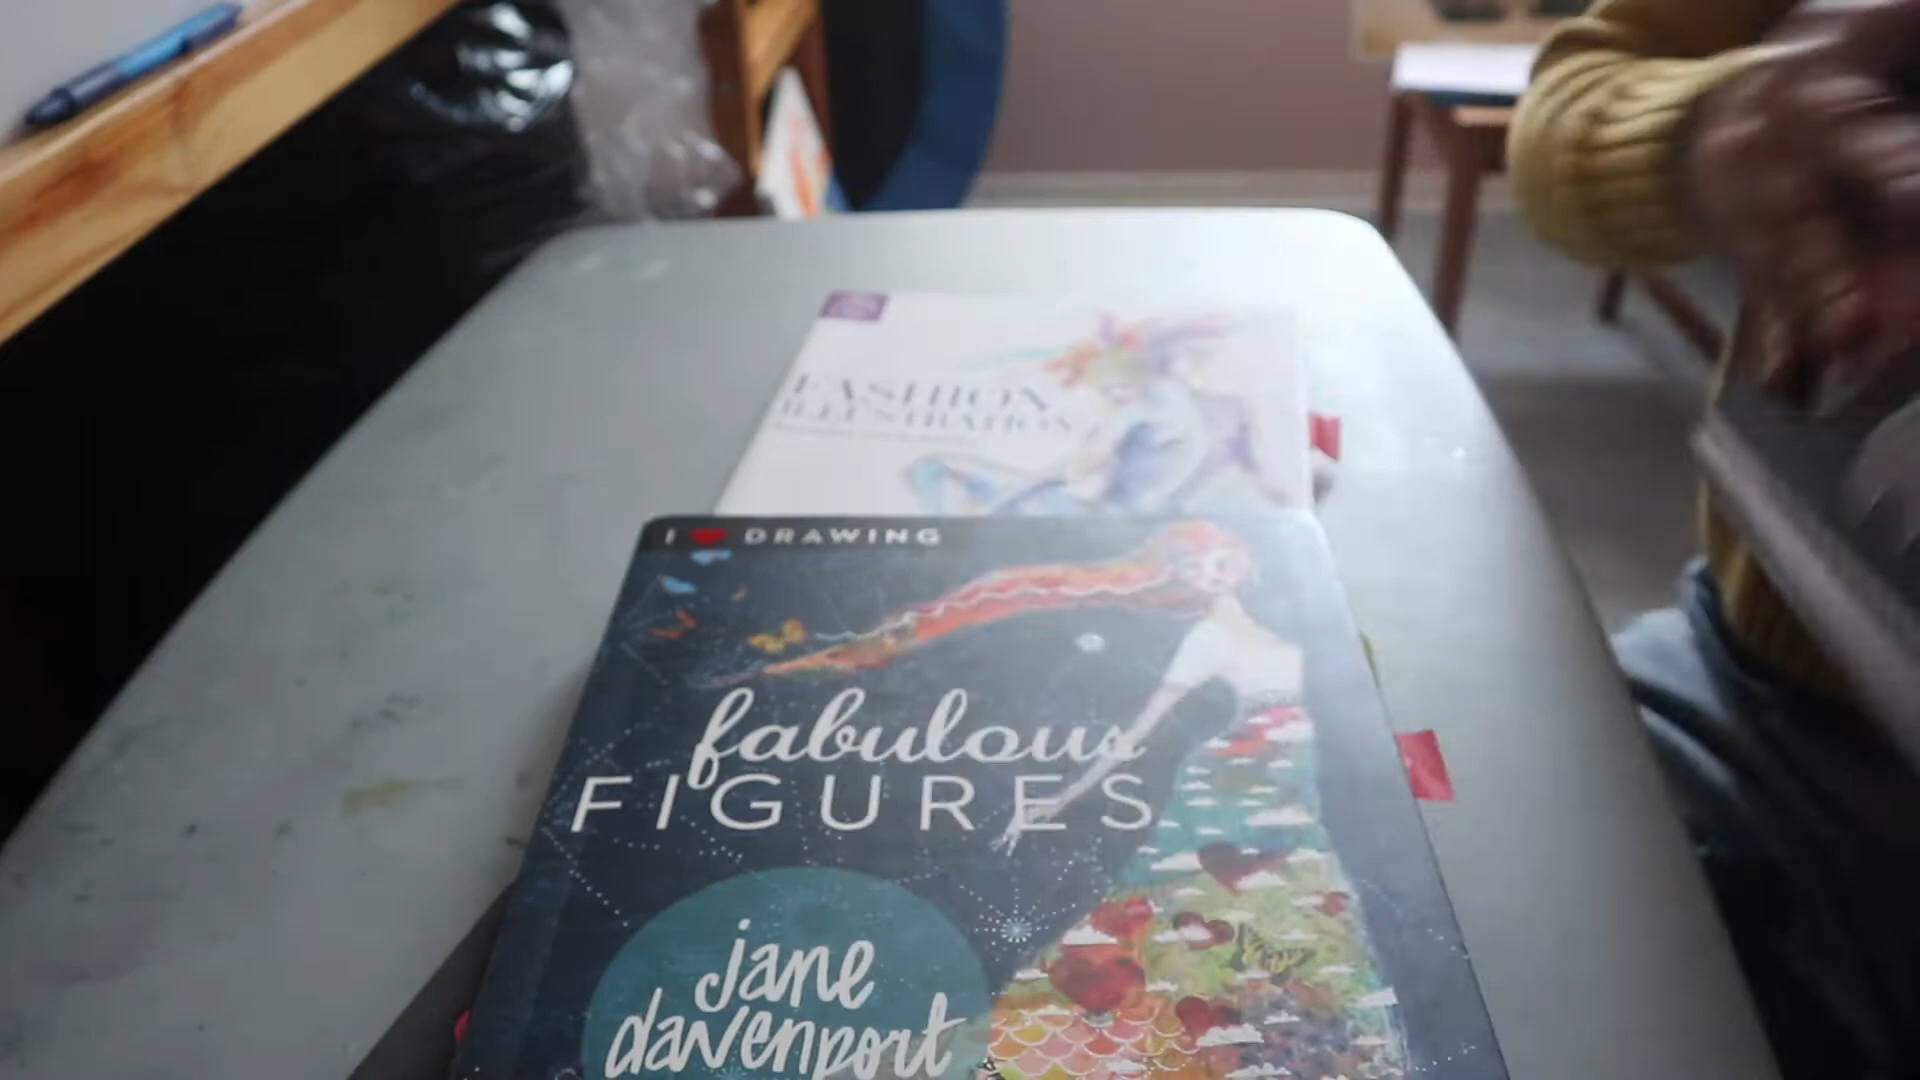 FASHION
ILLUSTRATION
I ♥ DRAWING
fabulous
FIGURES
jane
davenport